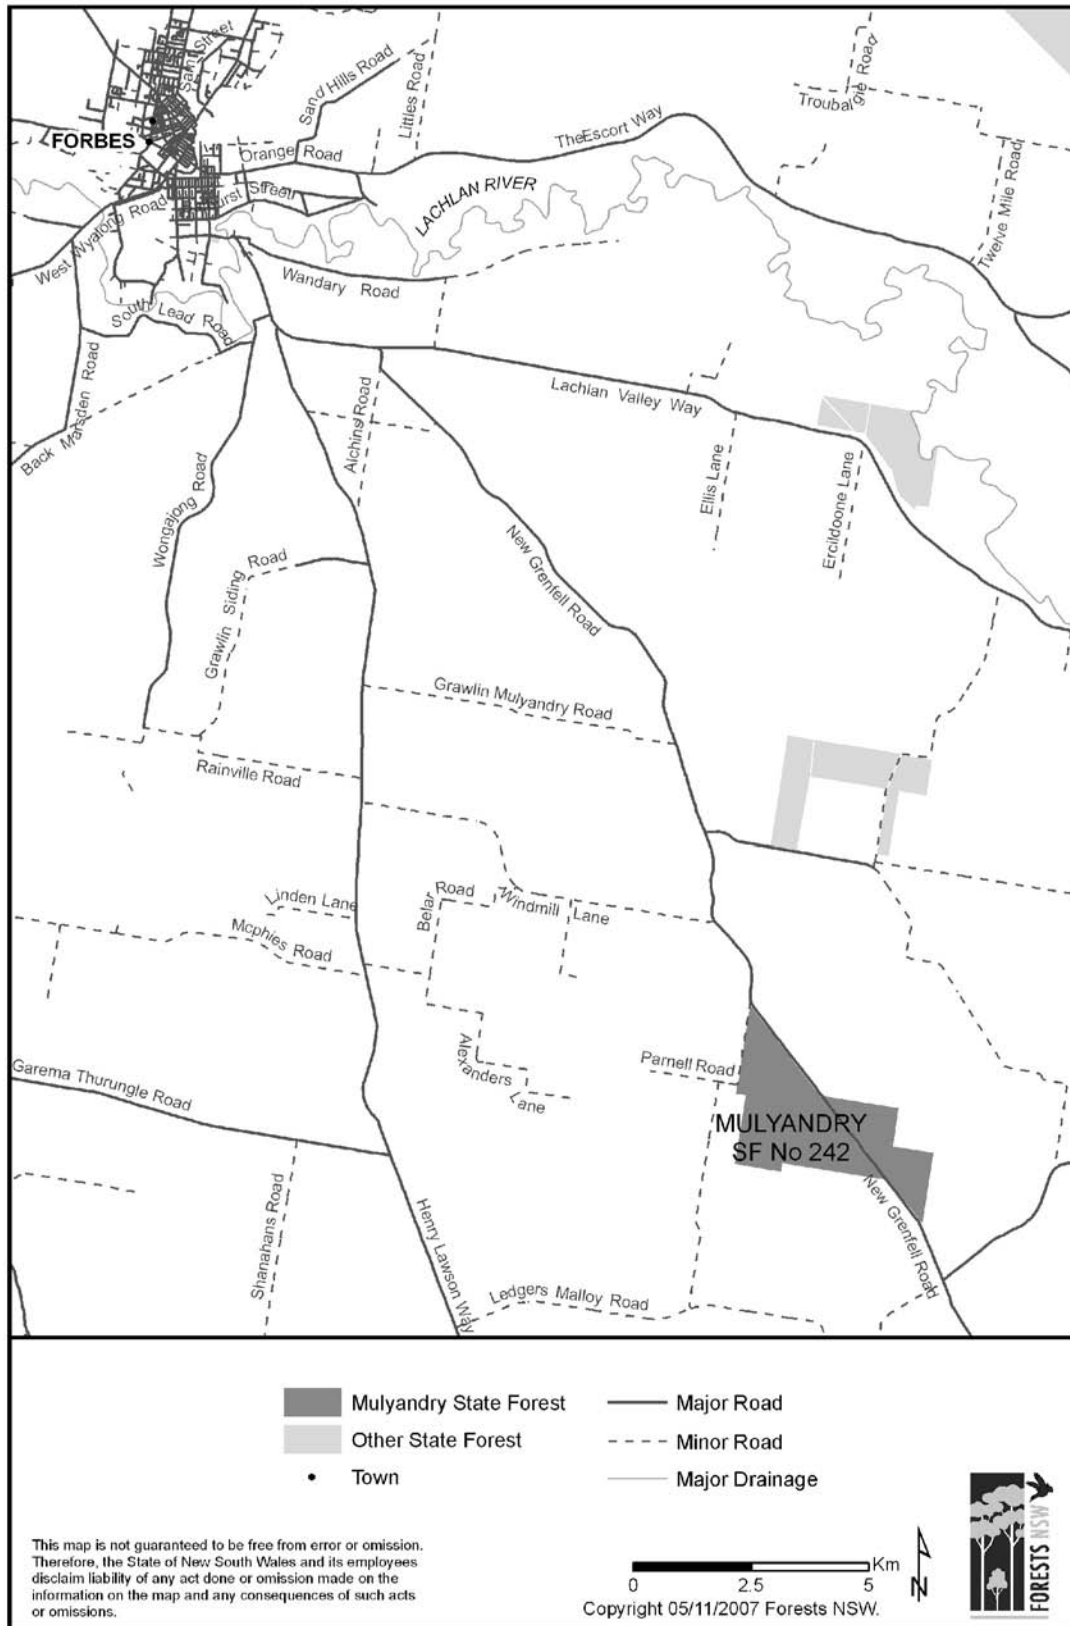 Saint Street
Sand Hills Road
Littles Road
Troubalgie Road
FORBES
Orange Road
The Escort Way
Twelve Mile Road
urst Street
LACHLAN RIVER
West Wyalong Road
Wandary Road
South Lead Road
Back Marsden Road
Alchins Road
Lachlan Valley Way
Ellis Lane
Ercildoone Lane
Wongajong Road
Grawlin Siding Road
New Grenfell Road
Grawlin Mulyandry Road
Rainville Road
Linden Lane
Belar Road
Windmill Lane
Mcphies Road
Alexanders Lane
Parnell Road
Garema Thurungle Road
MULYANDRY
SF No 242
Shanahans Road
Henry Lawson Way
New Grenfell Road
Ledgers Malloy Road
Mulyandry State Forest
Other State Forest
Town
Major Road
Minor Road
Major Drainage
This map is not guaranteed to be free from error or omission.
Therefore, the State of New South Wales and its employees
disclaim liability of any act done or omission made on the
information on the map and any consequences of such acts
or omissions.
Km
0 2.5 5
N
Copyright 05/11/2007 Forests NSW.
FORESTS NSW